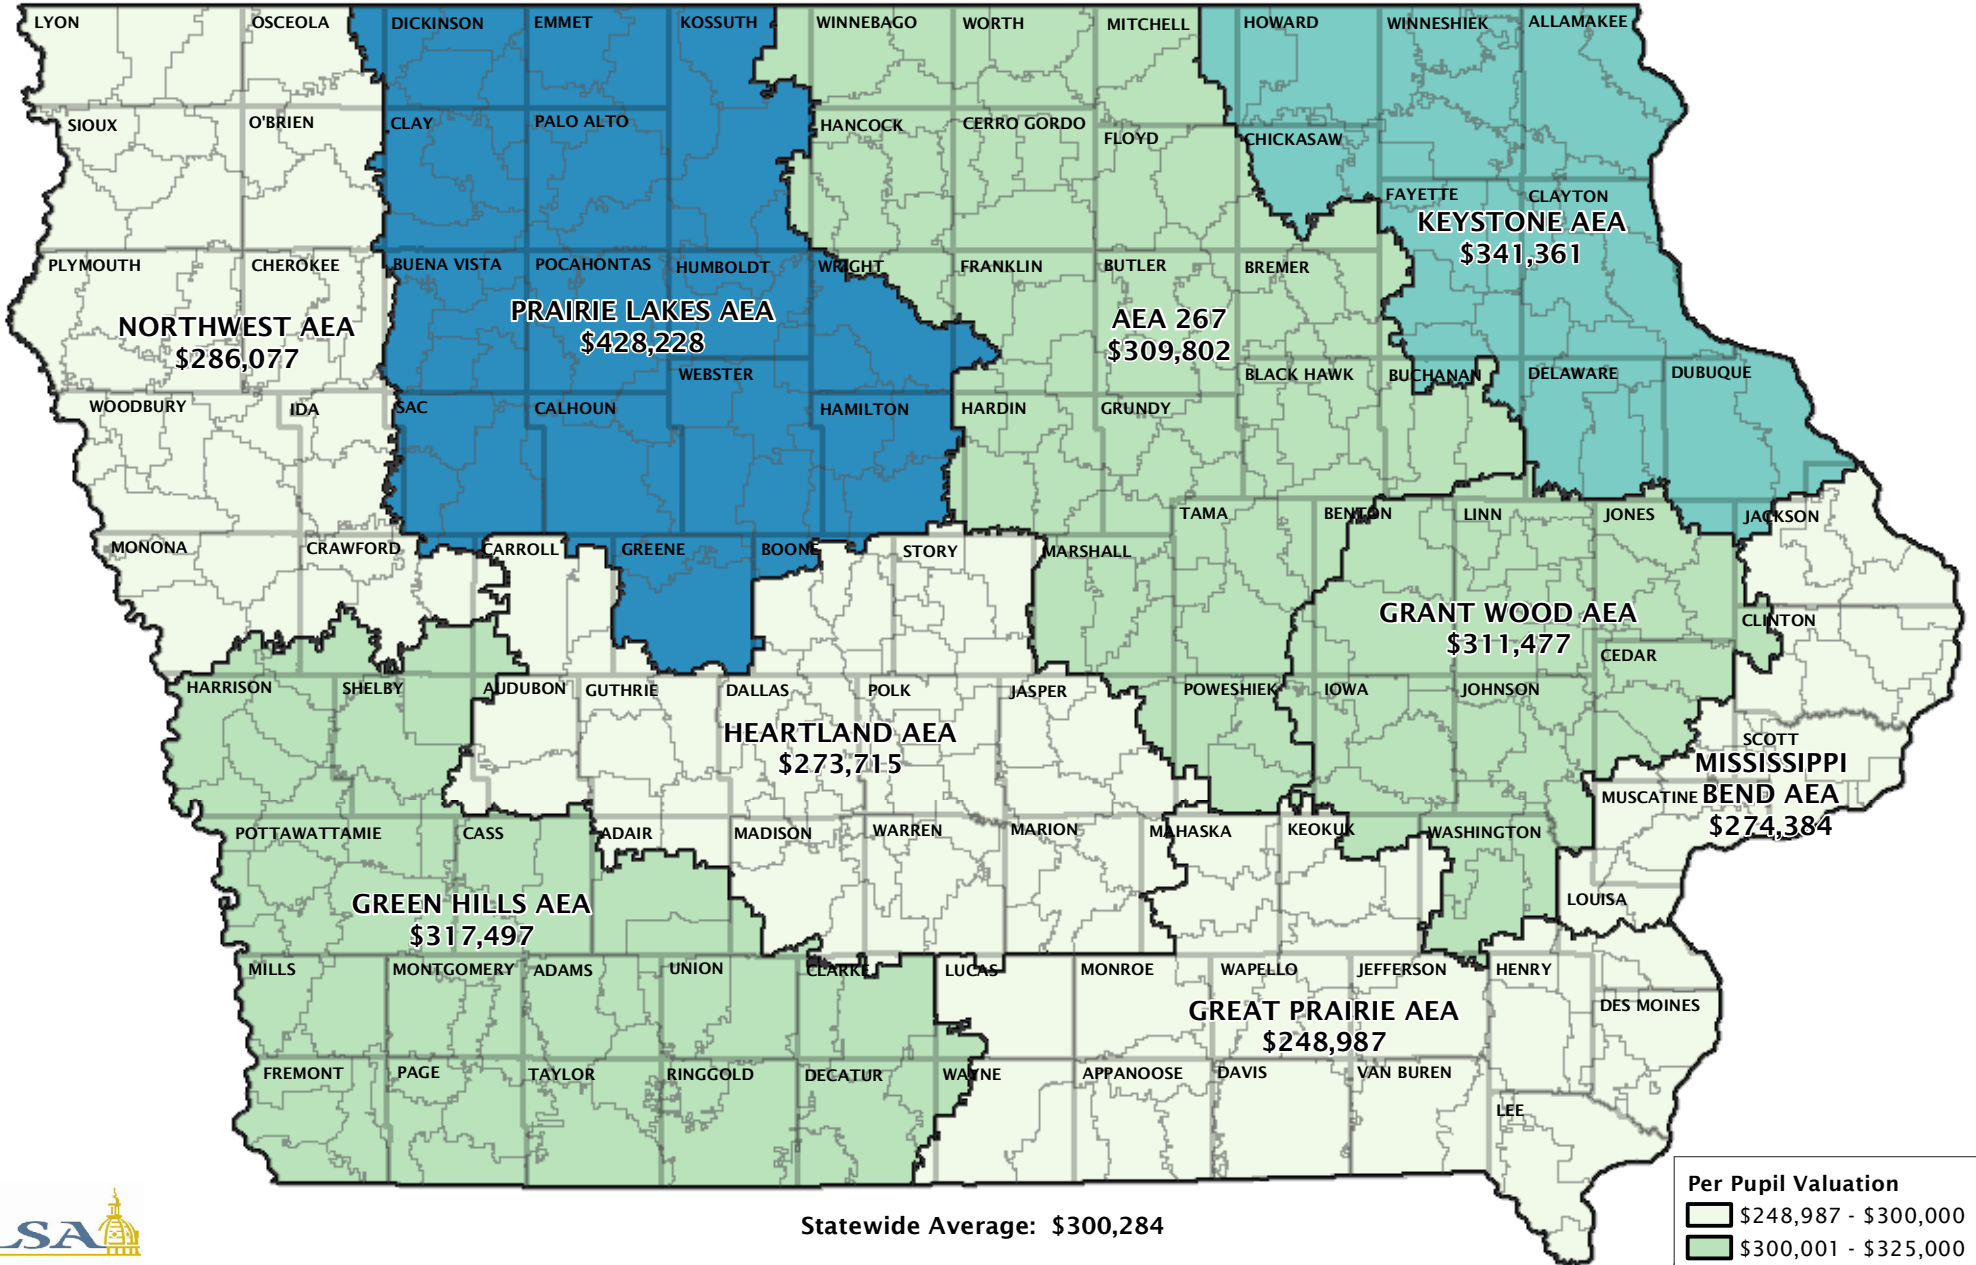 LYON
OSCEOLA
DICKINSON
EMMET
KOSSUTH
WINNEBAGO
WORTH
MITCHELL
HOWARD
WINNESHIEK
ALLAMAKEE
SIOUX
O'BRIEN
CLAY
PALO ALTO
HANCOCK
CERRO GORDO
FLOYD
CHICKASAW
FAYETTE
CLAYTON
KEYSTONE AEA
$341,361
PLYMOUTH
CHEROKEE
BUENA VISTA
POCAHONTAS
HUMBOLDT
WRIGHT
FRANKLIN
BUTLER
BREMER
NORTHWEST AEA
$286,077
PRAIRIE LAKES AEA
$428,228
AEA 267
$309,802
WEBSTER
BLACK HAWK
BUCHANAN
DELAWARE
DUBUQUE
WOODBURY
IDA
SAC
CALHOUN
HAMILTON
HARDIN
GRUNDY
TAMA
BENTON
LINN
JONES
JACKSON
MONONA
CRAWFORD
CARROLL
GREENE
BOONE
STORY
MARSHALL
GRANT WOOD AEA
$311,477
CLINTON
CEDAR
HARRISON
SHELBY
AUDUBON
GUTHRIE
DALLAS
POLK
JASPER
POWESHIEK
IOWA
JOHNSON
HEARTLAND AEA
$273,715
SCOTT
MISSISSIPPI
BEND AEA
$274,384
MUSCATINE
POTTAWATTAMIE
CASS
ADAIR
MADISON
WARREN
MARION
MAHASKA
KEOKUK
WASHINGTON
LOUISA
GREEN HILLS AEA
$317,497
MILLS
MONTGOMERY
ADAMS
UNION
CLARKE
LUCAS
MONROE
WAPELLO
JEFFERSON
HENRY
DES MOINES
GREAT PRAIRIE AEA
$248,987
FREMONT
PAGE
TAYLOR
RINGGOLD
DECATUR
WAYNE
APPANOOSE
DAVIS
VAN BUREN
LEE
SA
Statewide Average: $300,284
Per Pupil Valuation
$248,987 - $300,000
$300,001 - $325,000